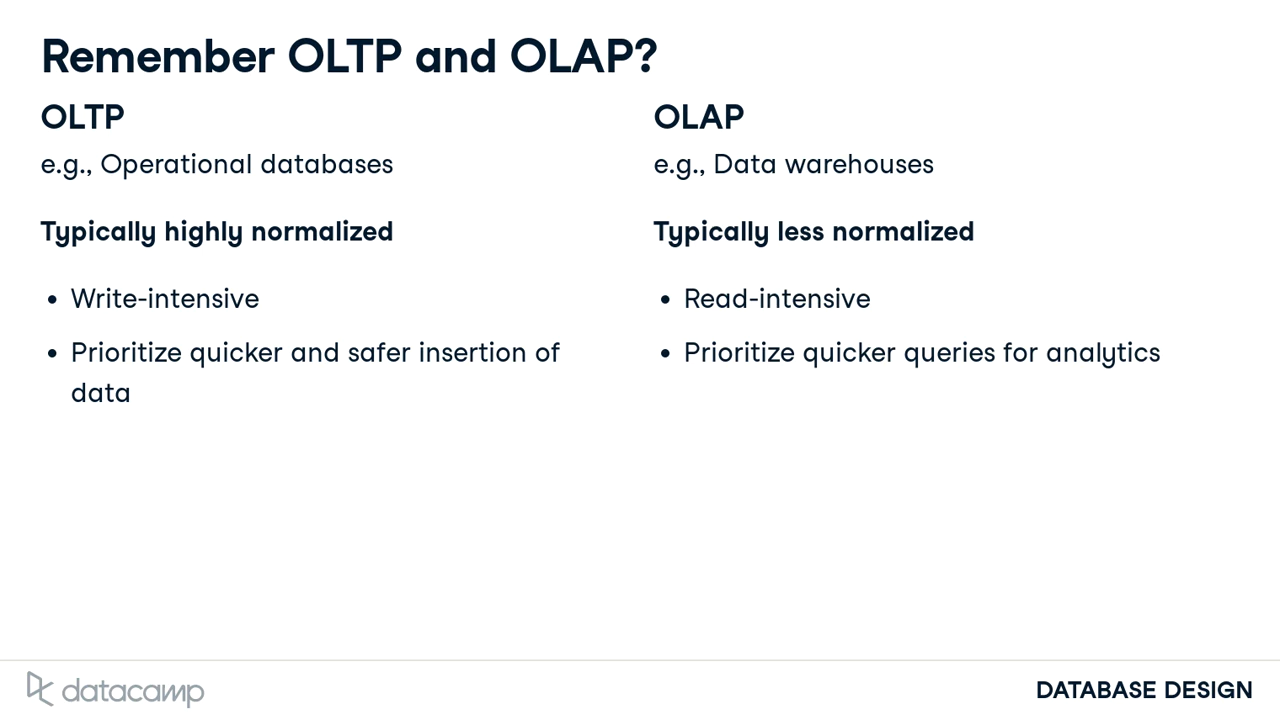 Remember OLTP and OLAP?
OLTP
e.g., Operational databases
Typically highly normalized
• Write-intensive
• Prioritize quicker and safer insertion of
data
OLAP
e.g., Data warehouses
Typically less normalized
• Read-intensive
• Prioritize quicker queries for analytics
datacamp
DATABASE DESIGN